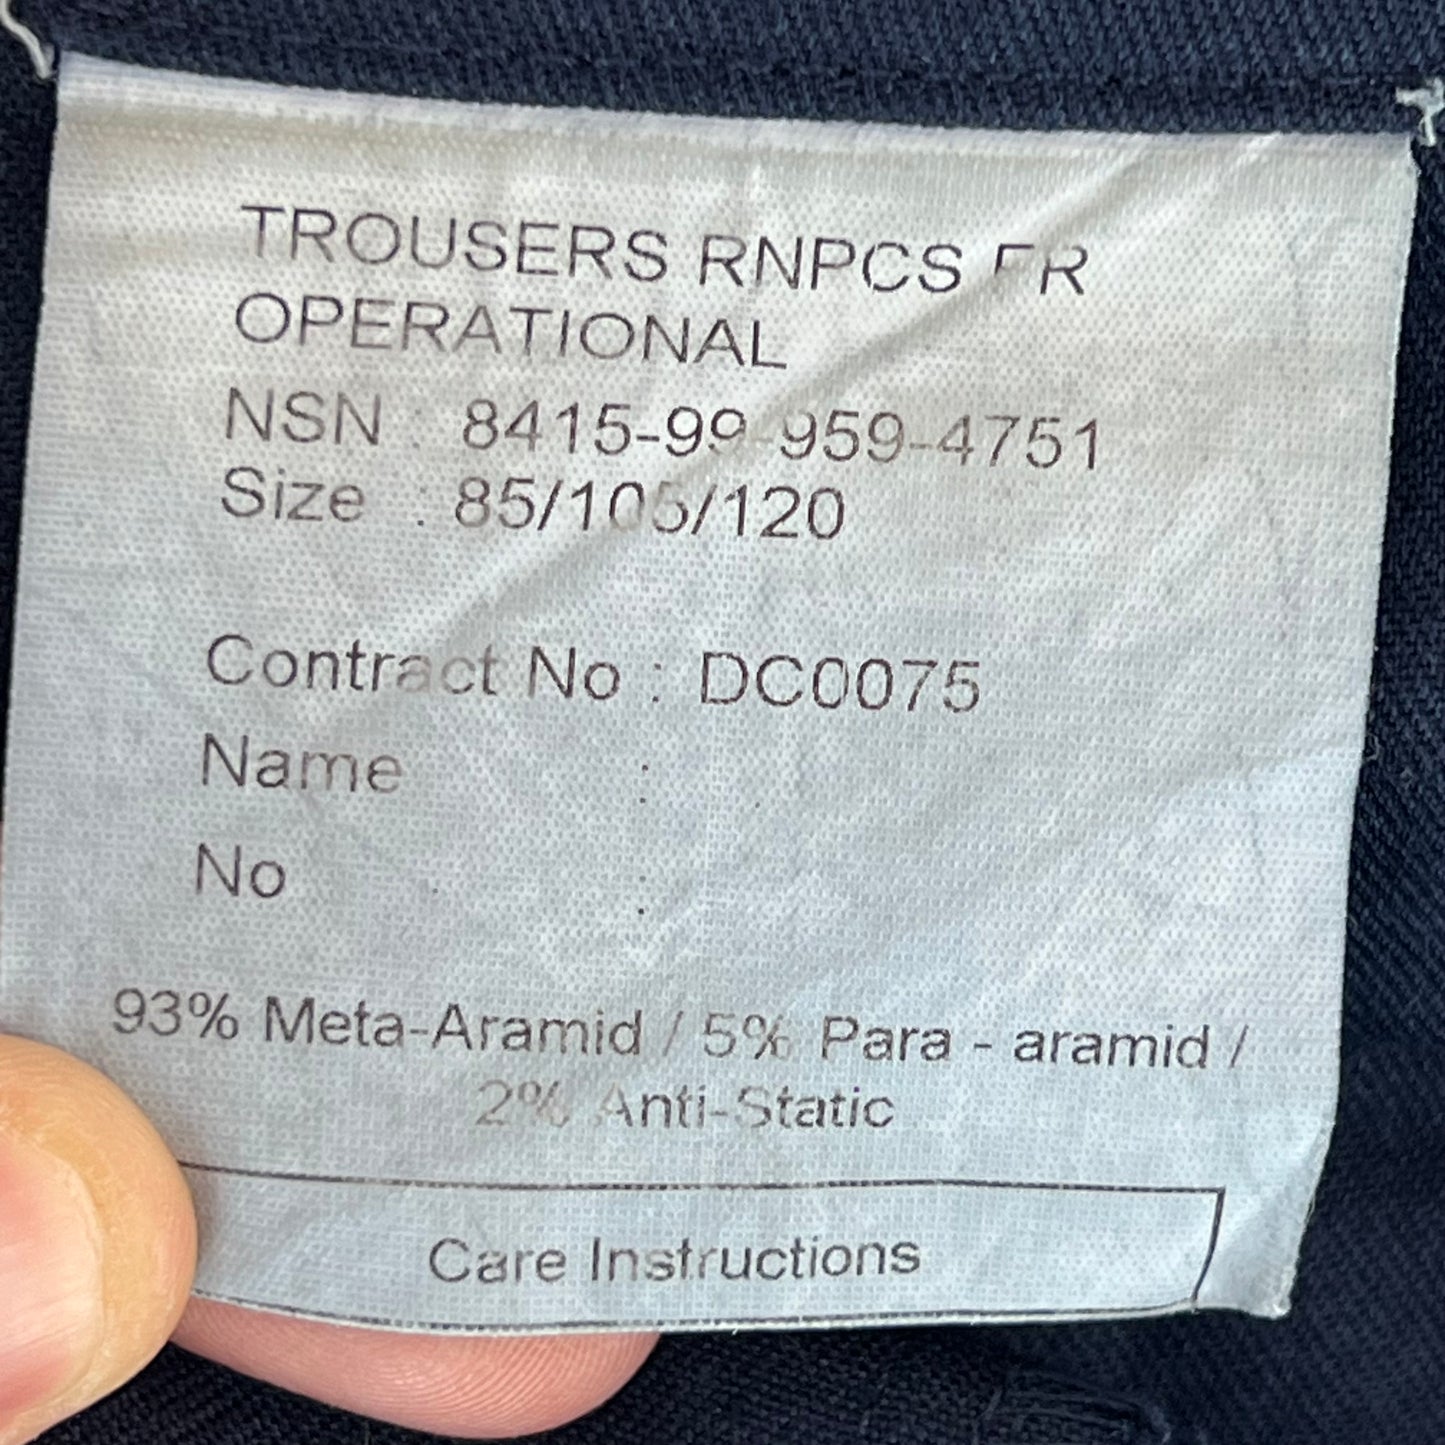 TROUSERS RNPCS FR
OPERATIONAL
NSN : 8415-99-959-4751
Size : 85/105/120
Contract No : DC0075
Name :
No :
93% Meta-Aramid / 5% Para - aramid /
2% Anti-Static
Care Instructions